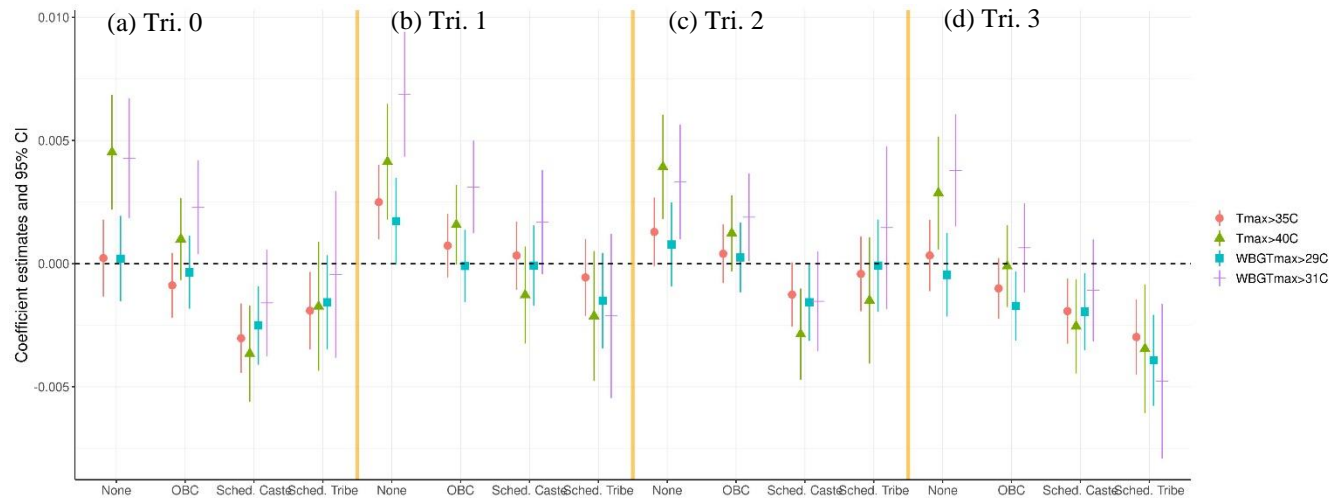 (a) Tri. 0
(b) Tri. 1
(c) Tri. 2
(d) Tri. 3
0.010
0.005
0.000
-0.005
Coefficient estimates and 95% CI
Tmax>35C
Tmax>40C
WBGTmax>29C
WBGTmax>31C
None OBC Sched. Caste Sched. Tribe None OBC Sched. Caste Sched. Tribe None OBC Sched. Caste Sched. Tribe None OBC Sched. Caste Sched. Tribe